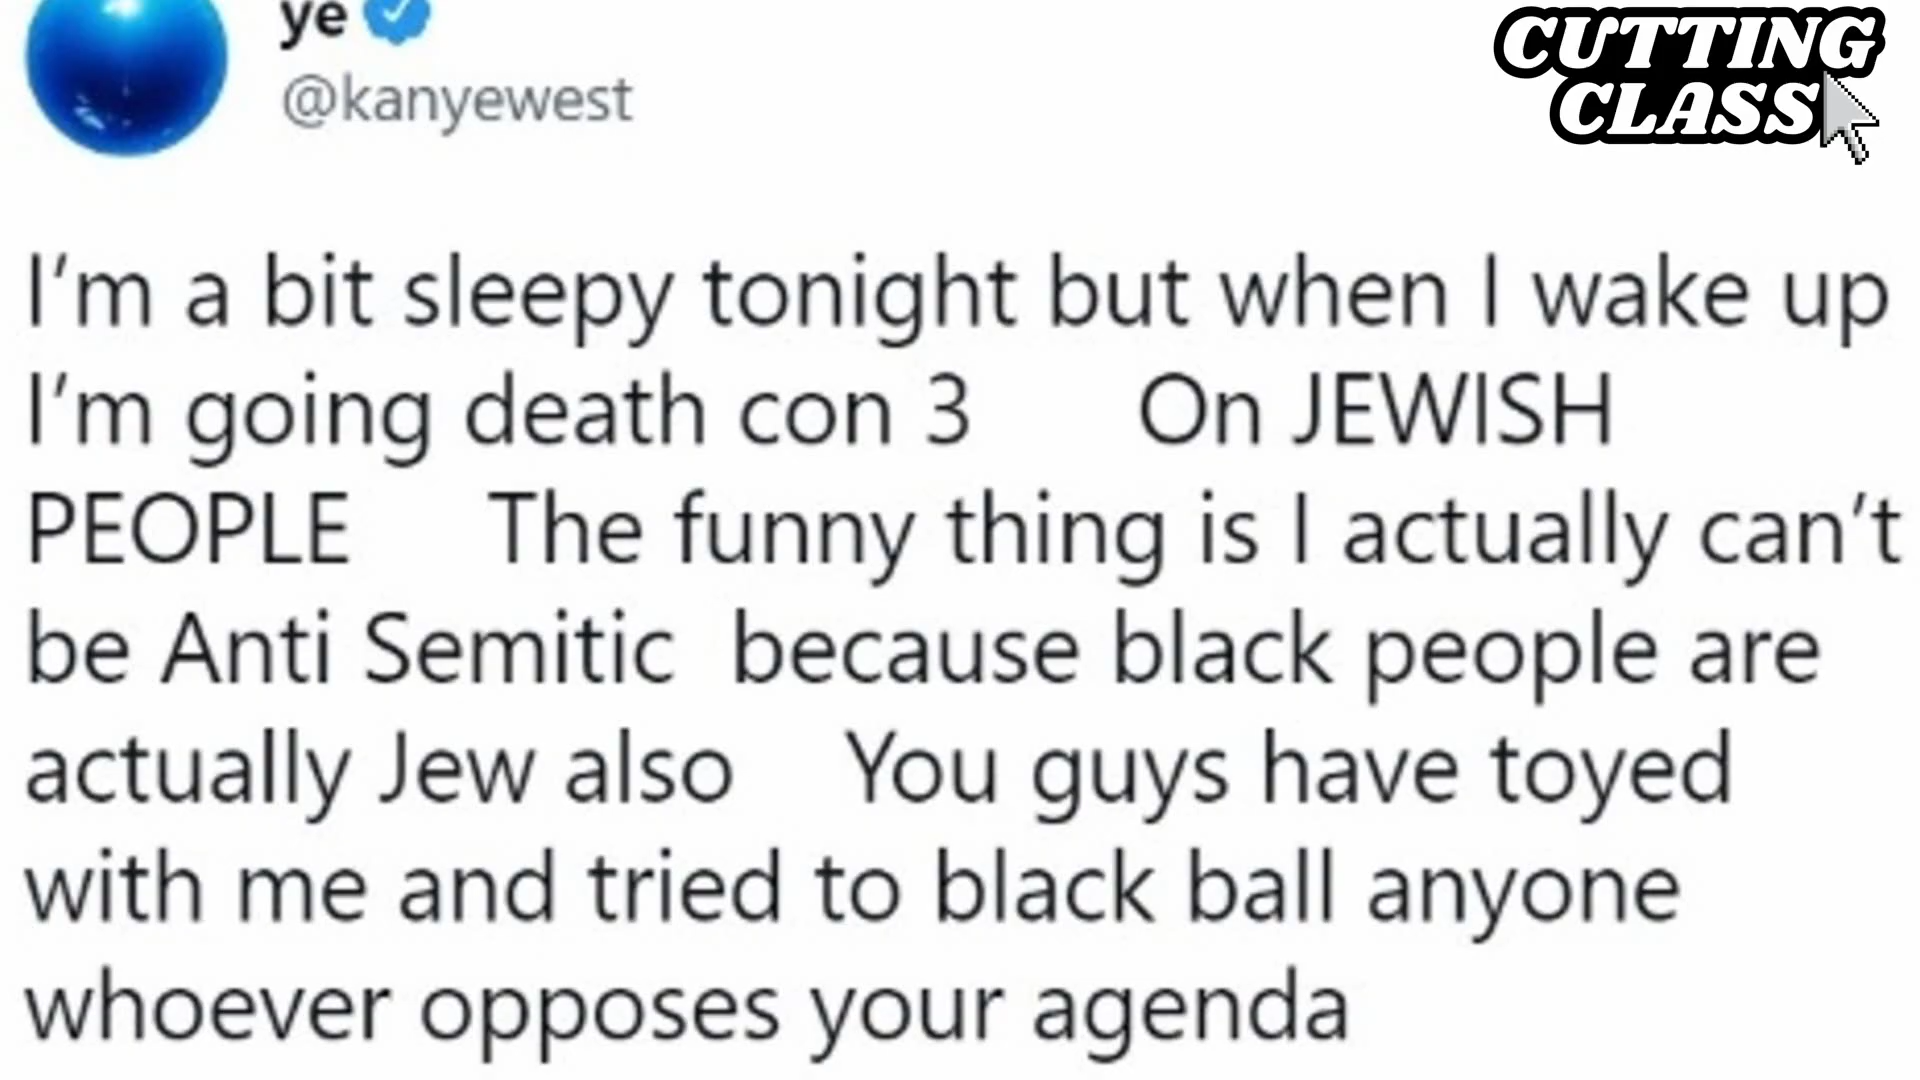 ye
@kanyewest
CUTTING
CLASS
I'm a bit sleepy tonight but when I wake up
I'm going death con 3 On JEWISH
PEOPLE The funny thing is I actually can't
be Anti Semitic because black people are
actually Jew also You guys have toyed
with me and tried to black ball anyone
whoever opposes your agenda